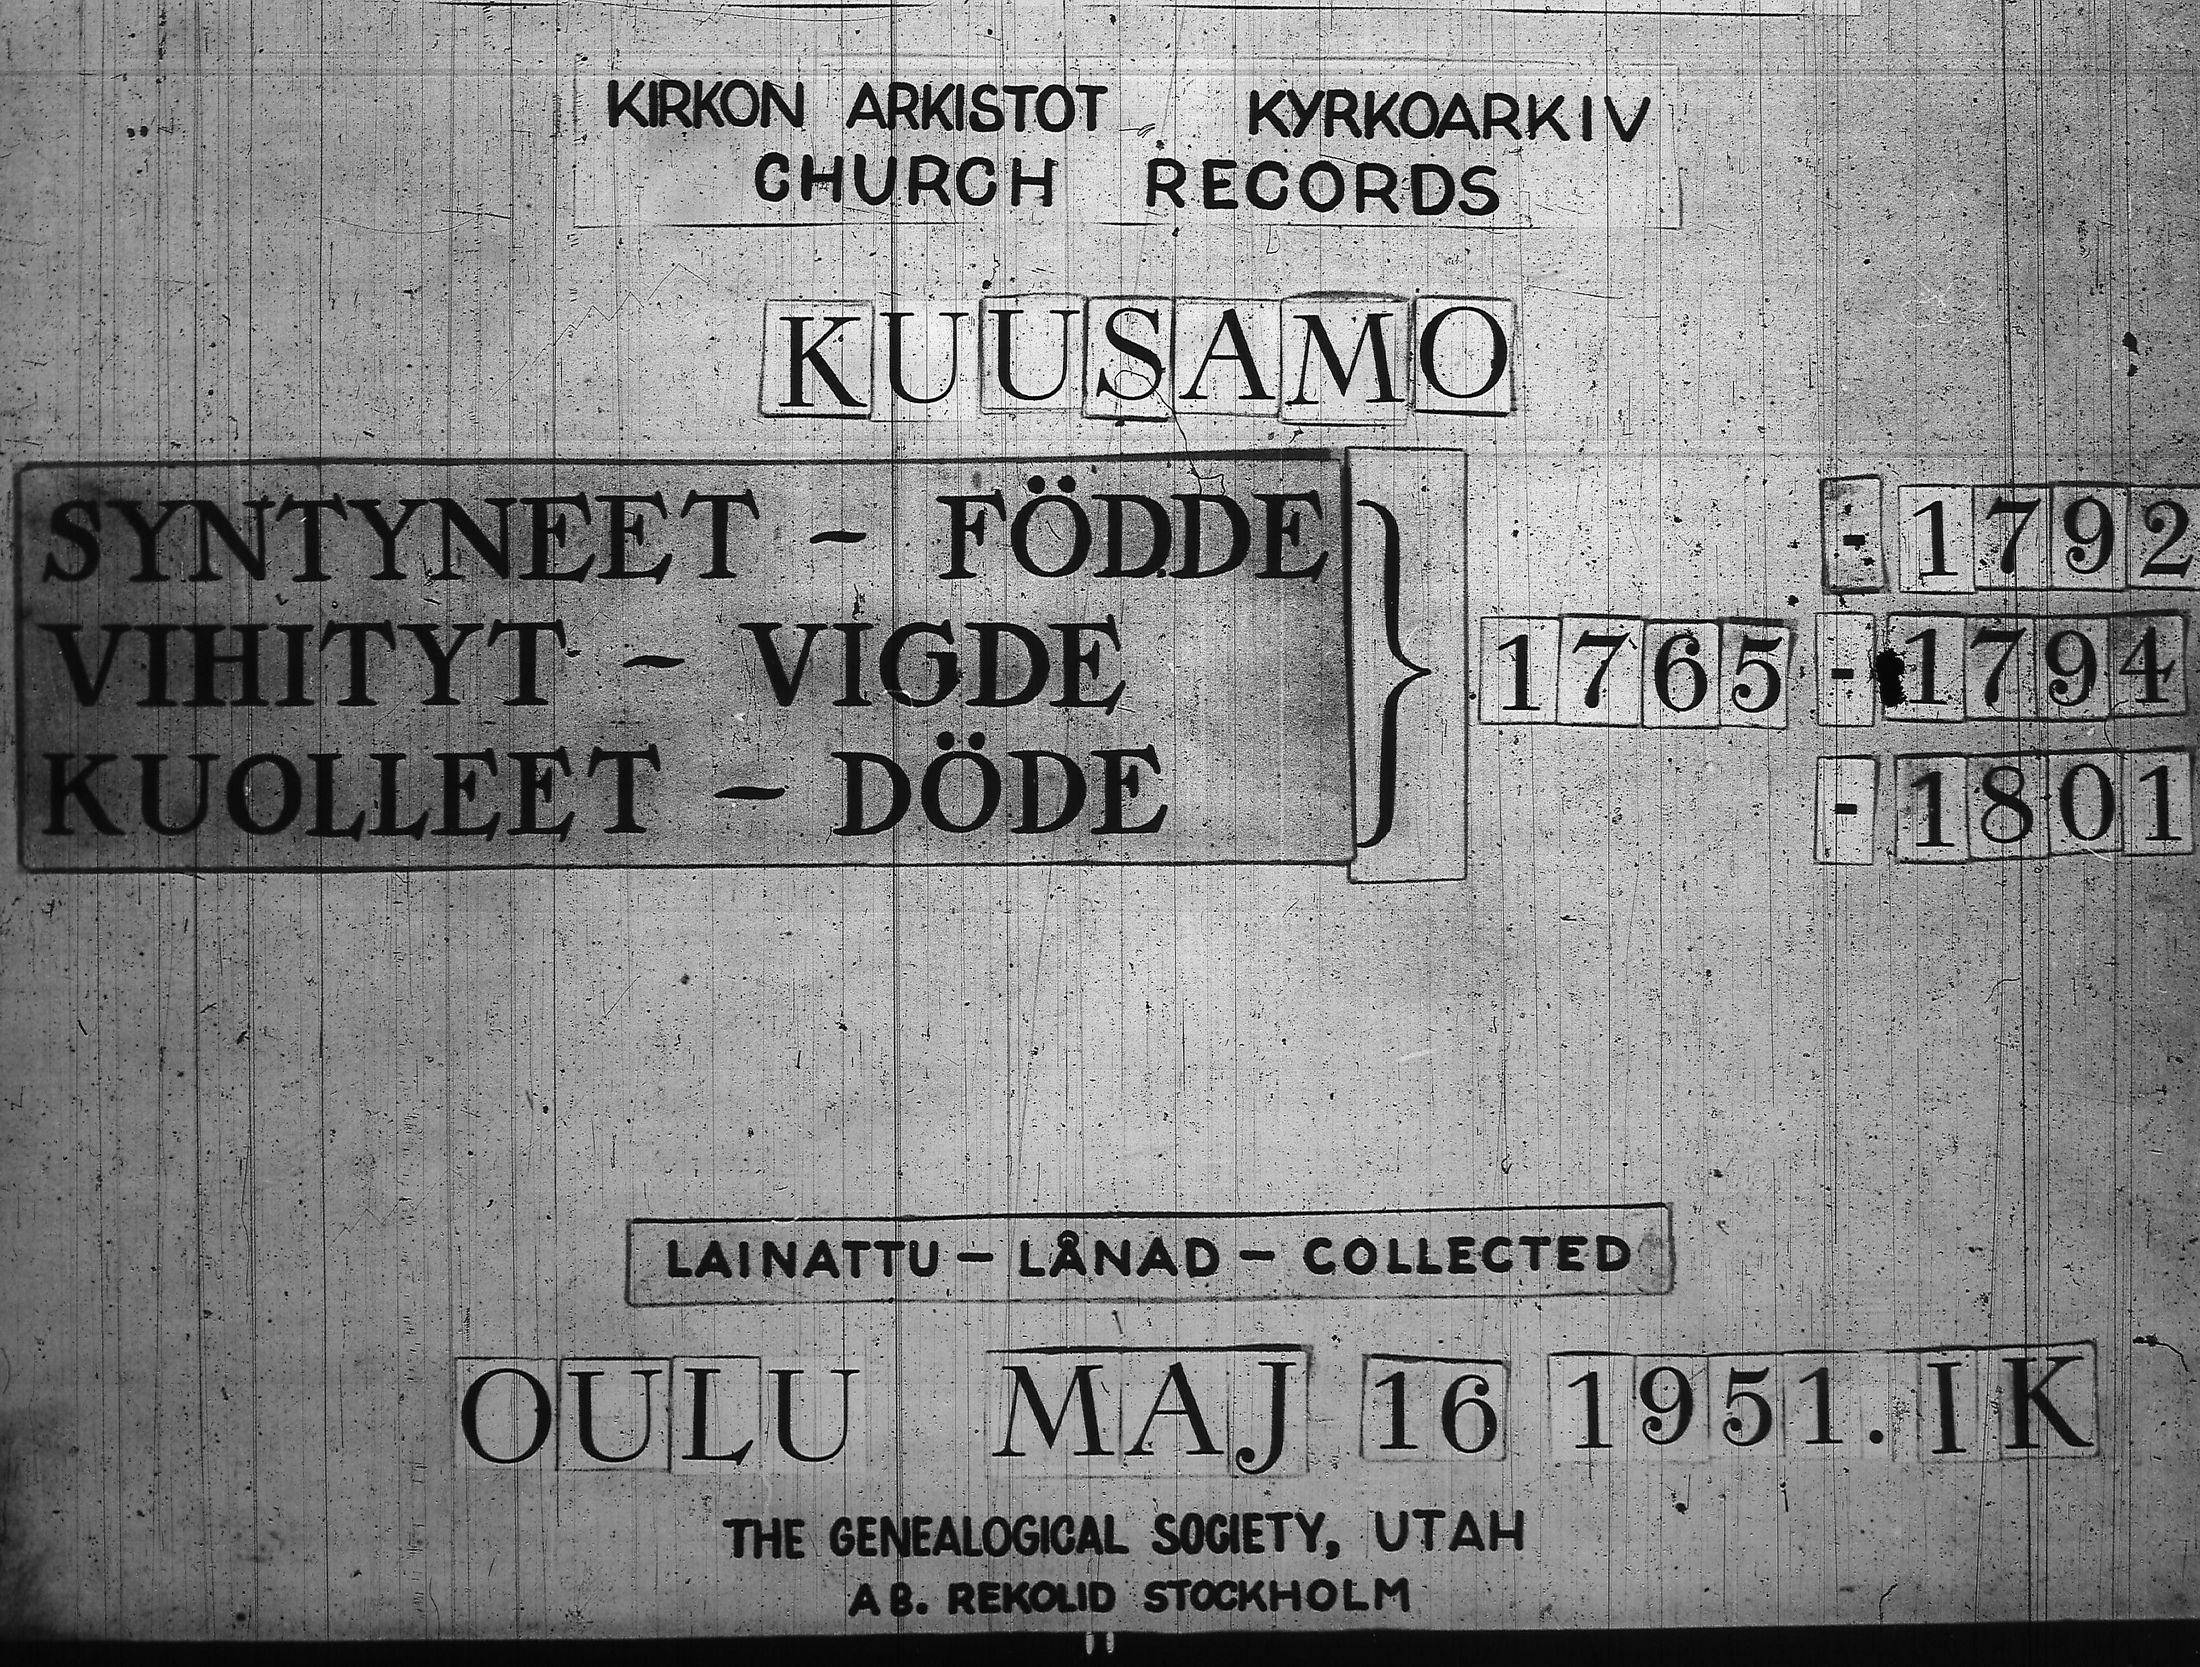 KIRKON ARKISTOT KYRKOARKIV
CHURCH RECORDS
KUUSAMO
SYNTYNEET - FÖDDE - 1792
VIHITYT - VIGDE } 1765 - 1794
KUOLLEET - DÖDE - 1801
LAINATTU - LÅNAD - COLLECTED
OULU MAJ 16 1951. IK
THE GENEALOGICAL SOCIETY, UTAH
AB. REKOLID STOCKHOLM